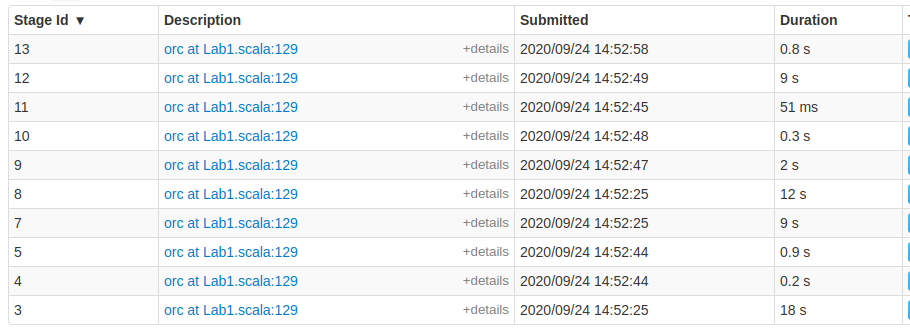 Stage Id ▼ Description Submitted Duration
13 orc at Lab1.scala:129 +details 2020/09/24 14:52:58 0.8 s
12 orc at Lab1.scala:129 +details 2020/09/24 14:52:49 9 s
11 orc at Lab1.scala:129 +details 2020/09/24 14:52:45 51 ms
10 orc at Lab1.scala:129 +details 2020/09/24 14:52:48 0.3 s
9 orc at Lab1.scala:129 +details 2020/09/24 14:52:47 2 s
8 orc at Lab1.scala:129 +details 2020/09/24 14:52:25 12 s
7 orc at Lab1.scala:129 +details 2020/09/24 14:52:25 9 s
5 orc at Lab1.scala:129 +details 2020/09/24 14:52:44 0.9 s
4 orc at Lab1.scala:129 +details 2020/09/24 14:52:44 0.2 s
3 orc at Lab1.scala:129 +details 2020/09/24 14:52:25 18 s